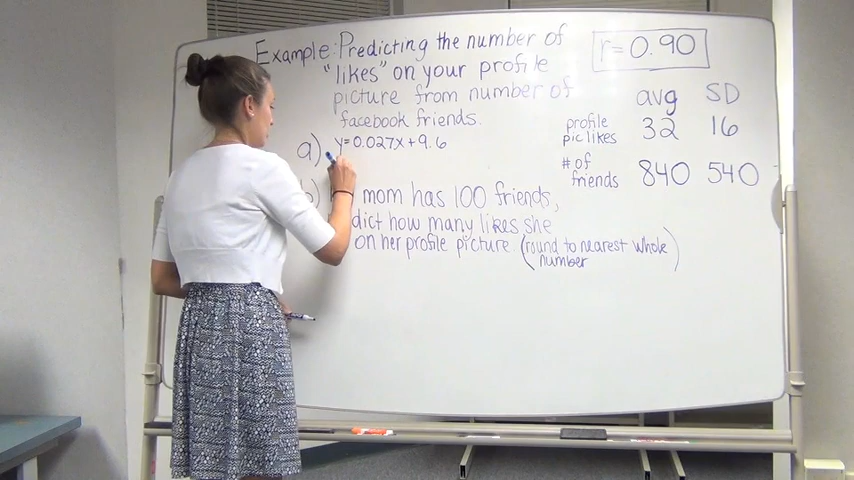 Example: Predicting the number of
"likes" on your profile
picture from number of
facebook friends.
r = 0.90
avg SD
profile pic likes 32 16
# of friends 840 540
a) y = 0.027x + 9.6
b) mom has 100 friends,
dict how many likes she
on her profile picture. (round to nearest whole
number)